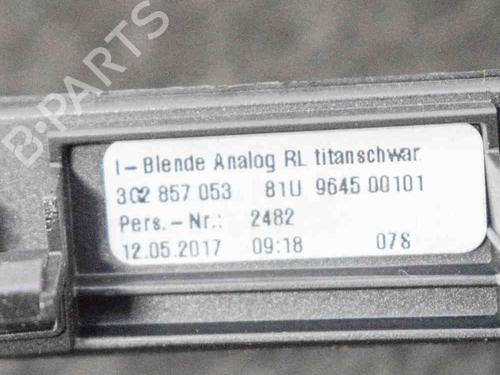 B-PARTS
I-Blende Analog RL titanschwar
3G2 857 053 81U 9645 00101
Pers.-Nr.: 2482
12.05.2017 09:18 078